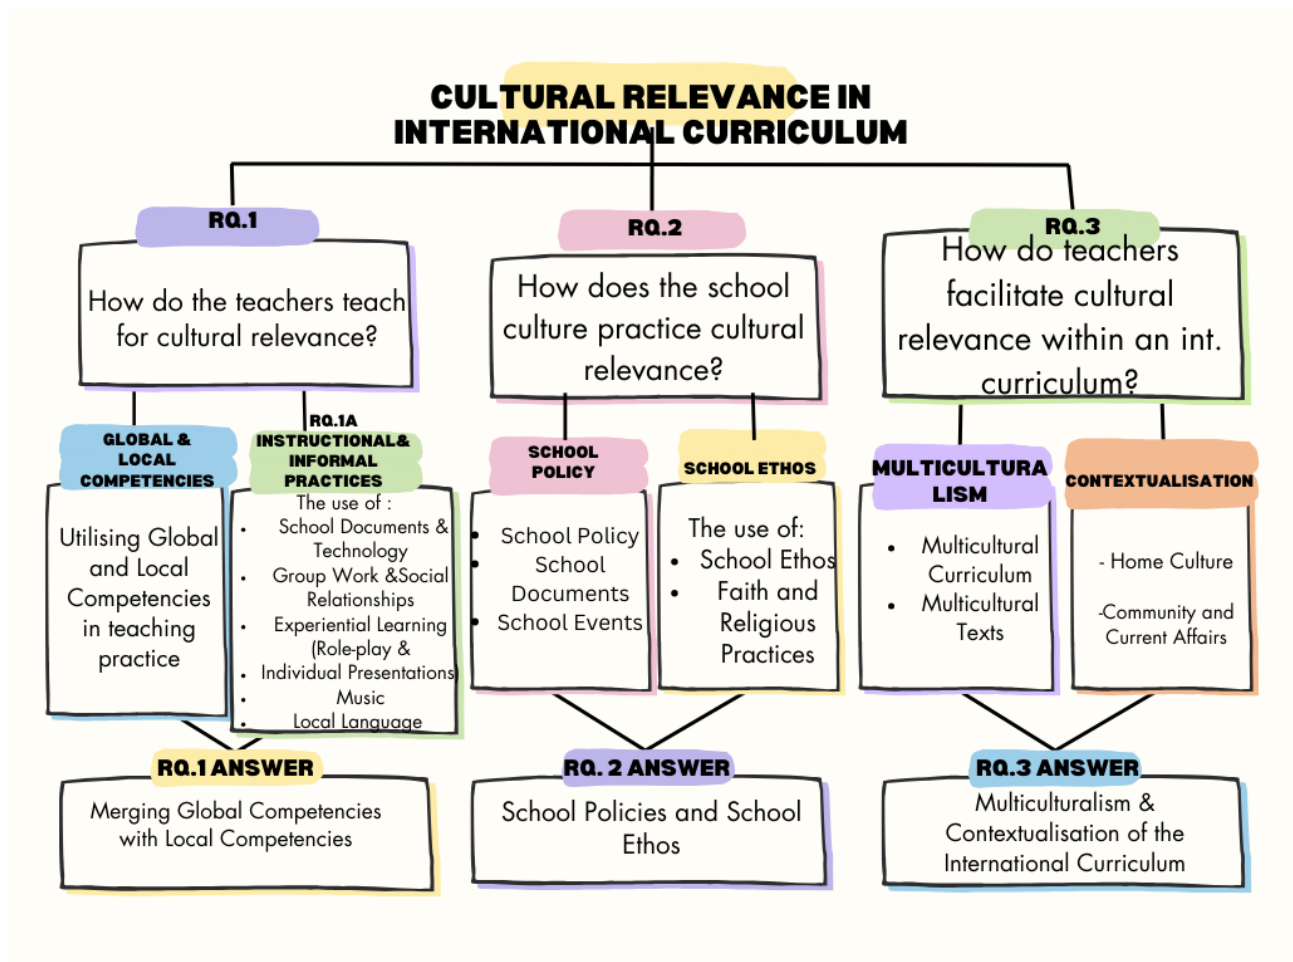 CULTURAL RELEVANCE IN
INTERNATIONAL CURRICULUM
RQ.1
How do the teachers teach
for cultural relevance?
RQ.2
How does the school
culture practice cultural
relevance?
RQ.3
How do teachers
facilitate cultural
relevance within an int.
curriculum?
GLOBAL &
LOCAL
COMPETENCIES
Utilising Global
and Local
Competencies
in teaching
practice
RQ.1A
INSTRUCTIONAL&
INFORMAL
PRACTICES
The use of :
• School Documents &
Technology
• Group Work &Social
Relationships
• Experiential Learning
(Role-play &
• Individual Presentations)
• Music
• Local Language
SCHOOL
POLICY
• School Policy
• School
Documents
• School Events
SCHOOL ETHOS
The use of:
• School Ethos
• Faith and
Religious
Practices
MULTICULTURA
LISM
• Multicultural
Curriculum
• Multicultural
Texts
CONTEXTUALISATION
- Home Culture
-Community and
Current Affairs
RQ.1 ANSWER
Merging Global Competencies
with Local Competencies
RQ. 2 ANSWER
School Policies and School
Ethos
RQ.3 ANSWER
Multiculturalism &
Contextualisation of the
International Curriculum